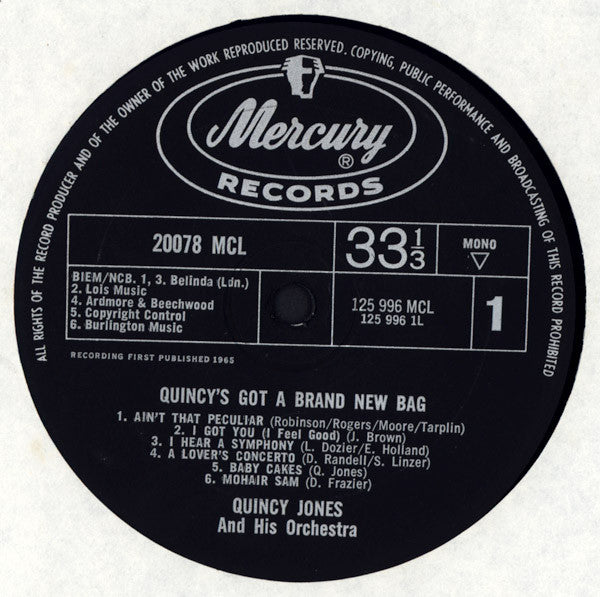 ALL RIGHTS OF THE RECORD PRODUCER AND OF THE OWNER OF THE WORK REPRODUCED RESERVED. COPYING, PUBLIC PERFORMANCE AND BROADCASTING OF THIS RECORD PROHIBITED
Mercury®
RECORDS
20078 MCL
33 1/3
MONO
BIEM/NCB. 1, 3. Belinda (Ldn.)
2. Lois Music
4. Ardmore & Beechwood
5. Copyright Control
6. Burlington Music
125 996 MCL
125 996 1L
1
RECORDING FIRST PUBLISHED 1965
QUINCY'S GOT A BRAND NEW BAG
1. AIN'T THAT PECULIAR (Robinson/Rogers/Moore/Tarplin)
2. I GOT YOU (I Feel Good) (J. Brown)
3. I HEAR A SYMPHONY (L. Dozier/E. Holland)
4. A LOVER'S CONCERTO (D. Randell/S. Linzer)
5. BABY CAKES (Q. Jones)
6. MOHAIR SAM (D. Frazier)
QUINCY JONES
And His Orchestra